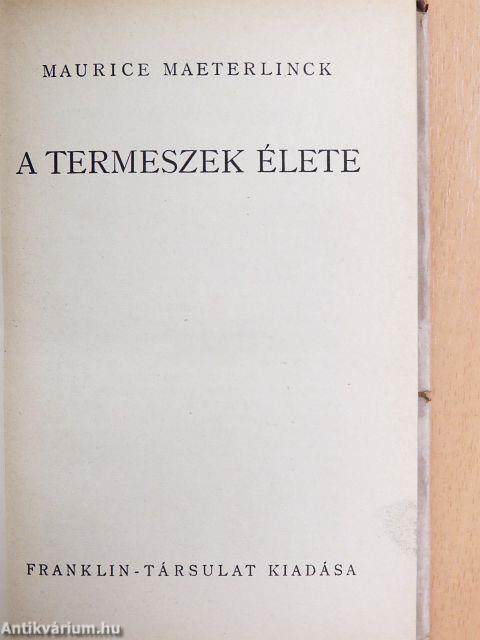 MAURICE MAETERLINCK
A TERMESZEK ÉLETE
FRANKLIN-TÁRSULAT KIADÁSA
Antikvárium.hu